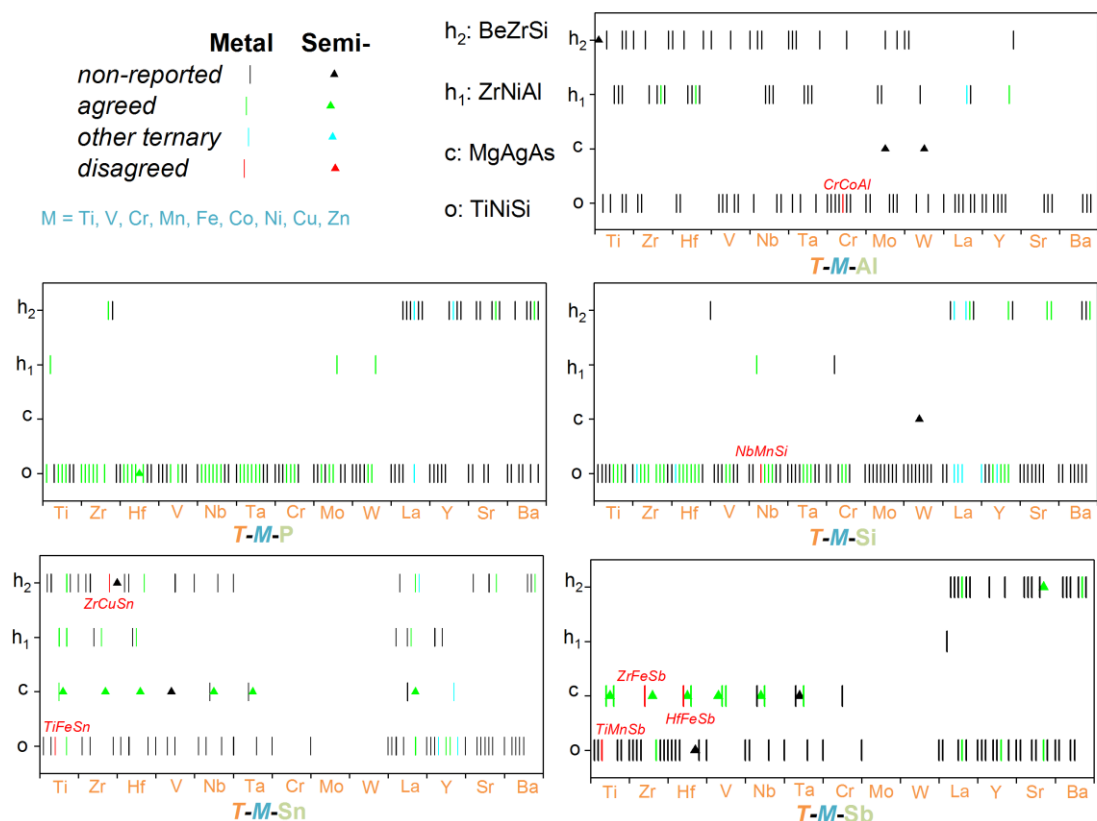 Metal Semi-
non-reported
agreed
other ternary
disagreed
M = Ti, V, Cr, Mn, Fe, Co, Ni, Cu, Zn
h2: BeZrSi
h1: ZrNiAl
c: MgAgAs
o: TiNiSi
h2
h1
c
o
CrCoAl
Ti Zr Hf V Nb Ta Cr Mo W La Y Sr Ba
T-M-Al
h2
h1
c
o
Ti Zr Hf V Nb Ta Cr Mo W La Y Sr Ba
T-M-P
h2
h1
c
o
NbMnSi
Ti Zr Hf V Nb Ta Cr Mo W La Y Sr Ba
T-M-Si
h2
ZrCuSn
h1
c
TiFeSn
o
Ti Zr Hf V Nb Ta Cr Mo W La Y Sr Ba
T-M-Sn
h2
h1
ZrFeSb
c
HfFeSb
TiMnSb
o
Ti Zr Hf V Nb Ta Cr Mo W La Y Sr Ba
T-M-Sb